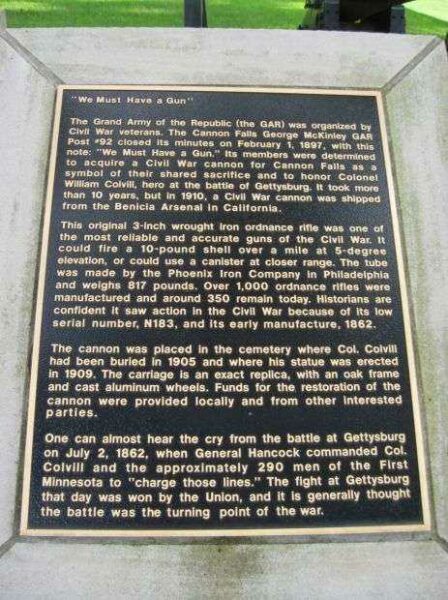 "We Must Have a Gun"
The Grand Army of the Republic (the GAR) was organized by
Civil War veterans. The Cannon Falls George McKinley GAR
Post #92 closed its minutes on February 1, 1897, with this
note: "We Must Have a Gun." Its members were determined
to acquire a Civil War cannon for Cannon Falls as a
symbol of their shared sacrifice and to honor Colonel
William Colvill, hero at the battle of Gettysburg. It took more
than 10 years, but in 1910, a Civil War cannon was shipped
from the Benicia Arsenal in California.
This original 3-inch wrought iron ordnance rifle was one of
the most reliable and accurate guns of the Civil War. It
could fire a 10-pound shell over a mile at 5-degree
elevation, or could use a canister at closer range. The tube
was made by the Phoenix Iron Company in Philadelphia
and weighs 817 pounds. Over 1,000 ordnance rifles were
manufactured and around 350 remain today. Historians are
confident it saw action in the Civil War because of its low
serial number, N183, and its early manufacture, 1862.
The cannon was placed in the cemetery where Col. Colvill
had been buried in 1905 and where his statue was erected
in 1909. The carriage is an exact replica, with an oak frame
and cast aluminum wheels. Funds for the restoration of the
cannon were provided locally and from other interested
parties.
One can almost hear the cry from the battle at Gettysburg
on July 2, 1862, when General Hancock commanded Col.
Colvill and the approximately 290 men of the First
Minnesota to "charge those lines." The fight at Gettysburg
that day was won by the Union, and it is generally thought
the battle was the turning point of the war.